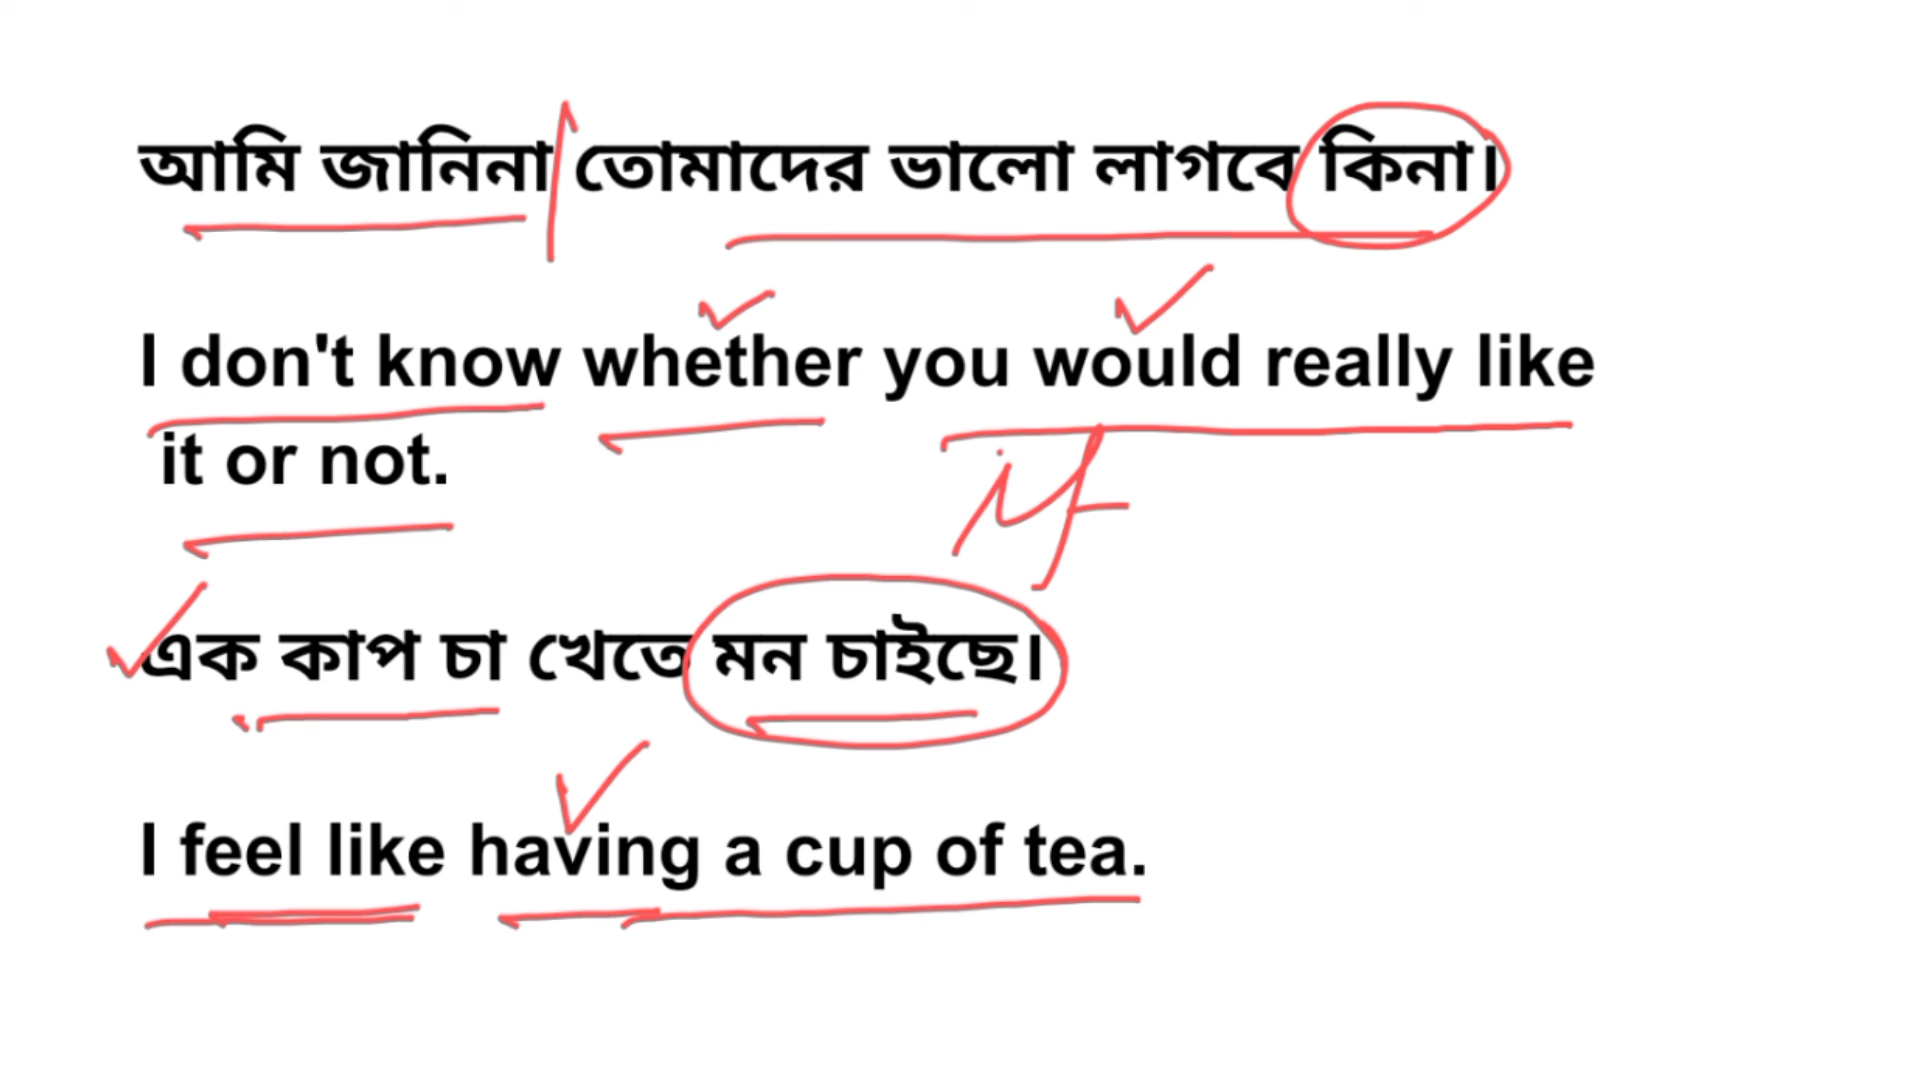 আমি জানিনা তোমাদের ভালো লাগবে কিনা।
I don't know whether you would really like
it or not.
if
এক কাপ চা খেতে মন চাইছে।
I feel like having a cup of tea.